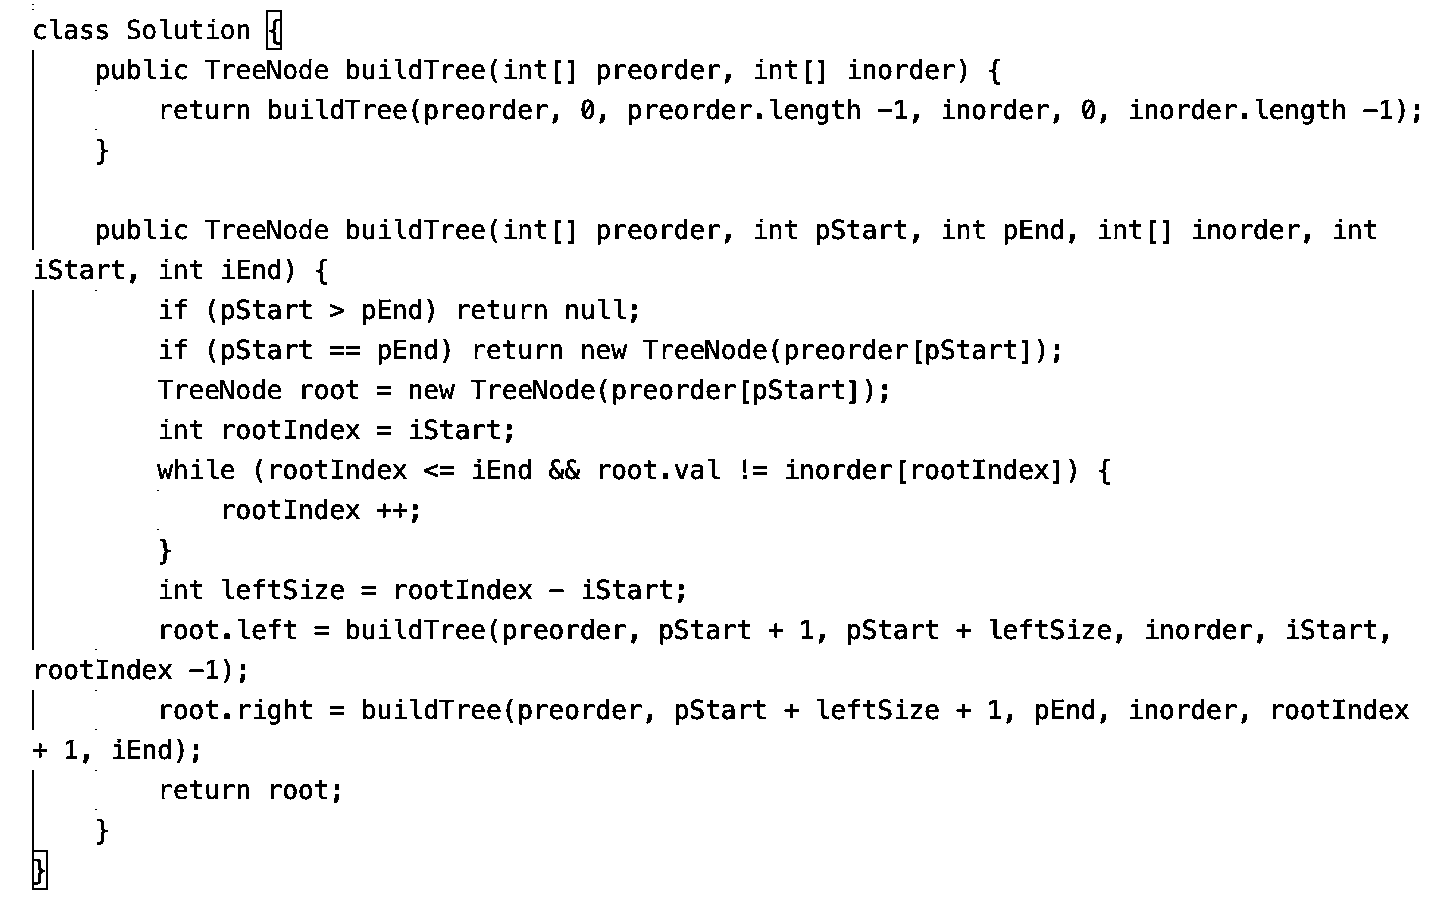 class Solution {
    public TreeNode buildTree(int[] preorder, int[] inorder) {
        return buildTree(preorder, 0, preorder.length -1, inorder, 0, inorder.length -1);
    }

    public TreeNode buildTree(int[] preorder, int pStart, int pEnd, int[] inorder, int
iStart, int iEnd) {
        if (pStart > pEnd) return null;
        if (pStart == pEnd) return new TreeNode(preorder[pStart]);
        TreeNode root = new TreeNode(preorder[pStart]);
        int rootIndex = iStart;
        while (rootIndex <= iEnd && root.val != inorder[rootIndex]) {
            rootIndex ++;
        }
        int leftSize = rootIndex - iStart;
        root.left = buildTree(preorder, pStart + 1, pStart + leftSize, inorder, iStart,
rootIndex -1);
        root.right = buildTree(preorder, pStart + leftSize + 1, pEnd, inorder, rootIndex
+ 1, iEnd);
        return root;
    }
}